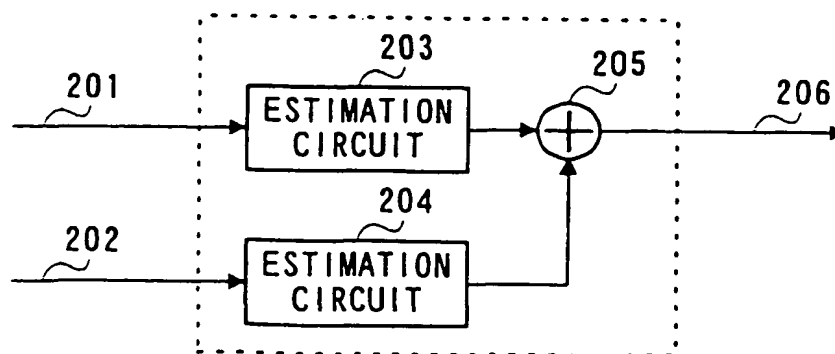 203
205
201
206
ESTIMATION
CIRCUIT
204
202
ESTIMATION
CIRCUIT